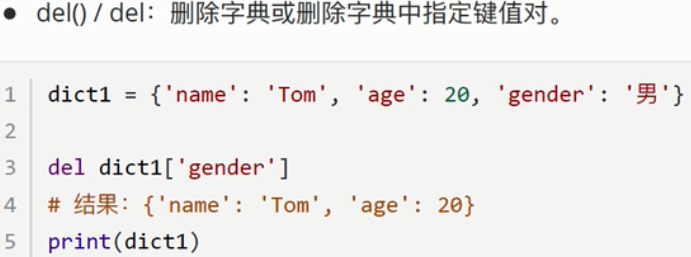 ● del() / del：删除字典或删除字典中指定键值对。
1 dict1 = {'name': 'Tom', 'age': 20, 'gender': '男'}
2
3 del dict1['gender']
4 # 结果：{'name': 'Tom', 'age': 20}
5 print(dict1)